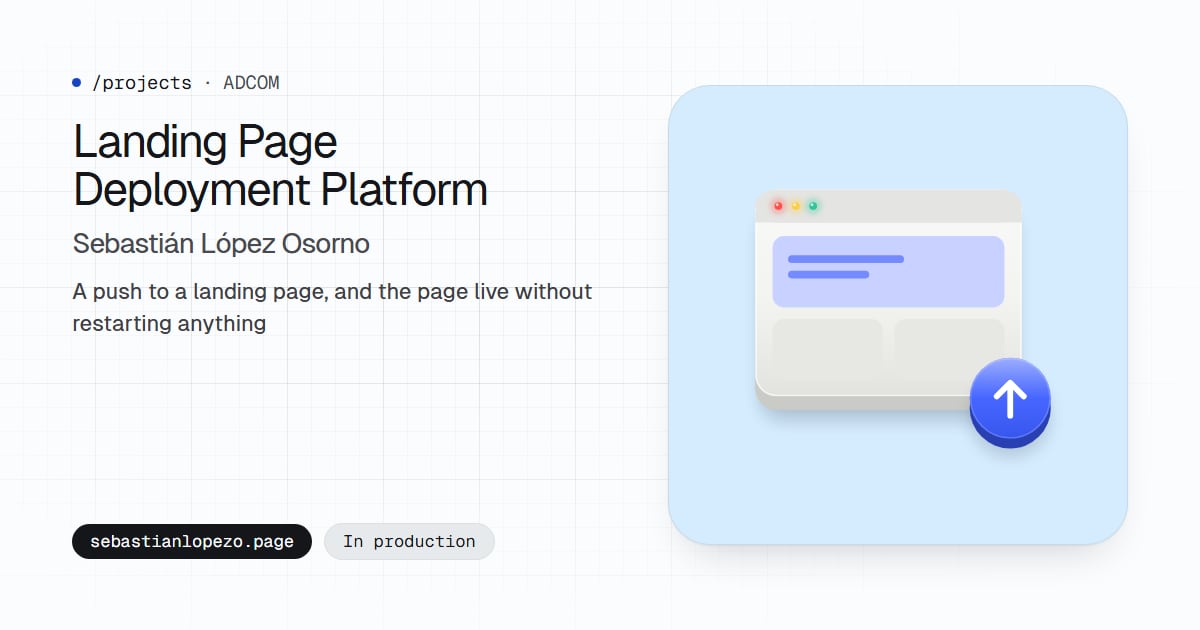 /projects · ADCOM
Landing Page
Deployment Platform
Sebastián López Osorno
A push to a landing page, and the page live without
restarting anything
sebastianlopezo.page
In production